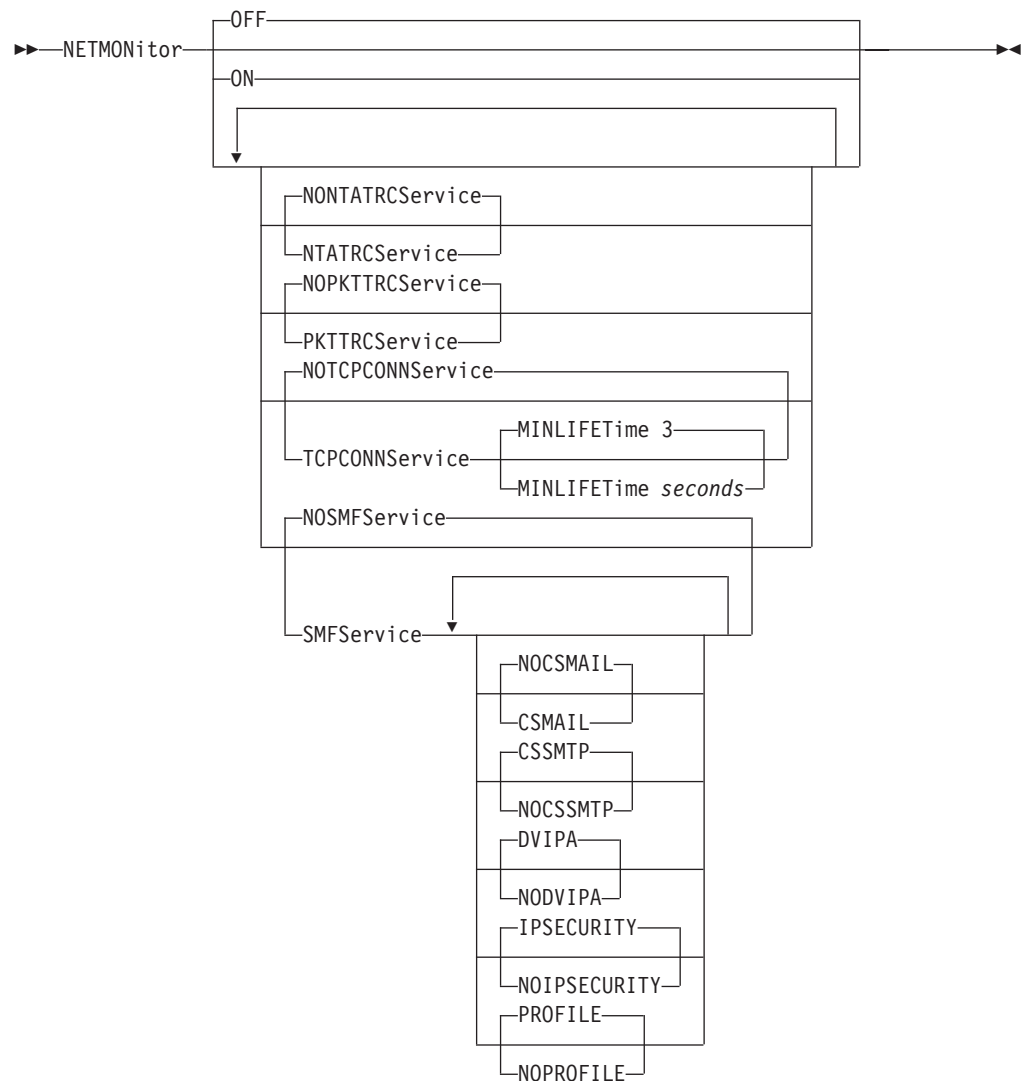 OFF
NETMONitor
ON
NONTATRCService
NTATRCService
NOPKTTRCService
PKTTRCService
NOTCPCONNService
MINLIFETime 3
TCPCONNService
MINLIFETime seconds
NOSMFService
SMFService
NOCSMAIL
CSMAIL
CSSMTP
NOCSSMTP
DVIPA
NODVIPA
IPSECURITY
NOIPSECURITY
PROFILE
NOPROFILE